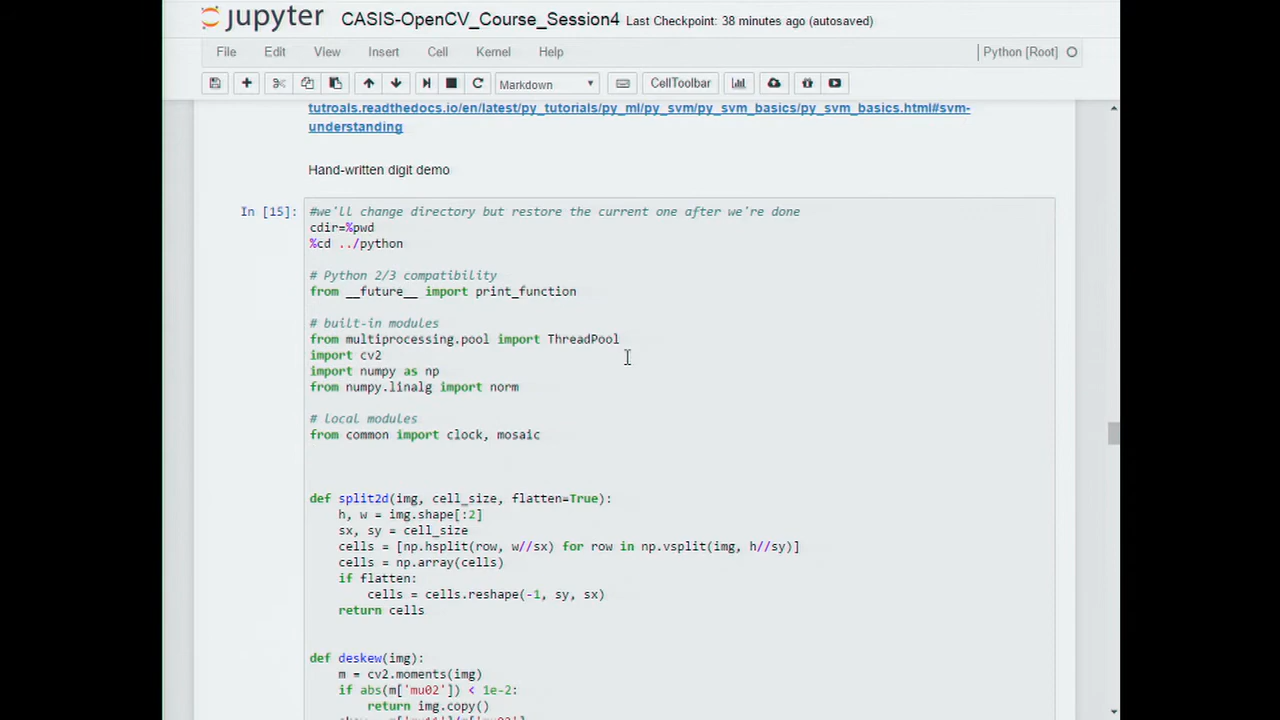 jupyter CASIS-OpenCV_Course_Session4 Last Checkpoint: 38 minutes ago (autosaved)
File Edit View Insert Cell Kernel Help Python [Root]
Markdown CellToolbar
tutroals.readthedocs.io/en/latest/py_tutorials/py_ml/py_svm/py_svm_basics/py_svm_basics.html#svm-
understanding
Hand-written digit demo
In [15]: #we'll change directory but restore the current one after we're done
cdir=%pwd
%cd ../python
# Python 2/3 compatibility
from __future__ import print_function
# built-in modules
from multiprocessing.pool import ThreadPool
import cv2
import numpy as np
from numpy.linalg import norm
# local modules
from common import clock, mosaic
def split2d(img, cell_size, flatten=True):
    h, w = img.shape[:2]
    sx, sy = cell_size
    cells = [np.hsplit(row, w//sx) for row in np.vsplit(img, h//sy)]
    cells = np.array(cells)
    if flatten:
        cells = cells.reshape(-1, sy, sx)
    return cells
def deskew(img):
    m = cv2.moments(img)
    if abs(m['mu02']) < 1e-2:
        return img.copy()